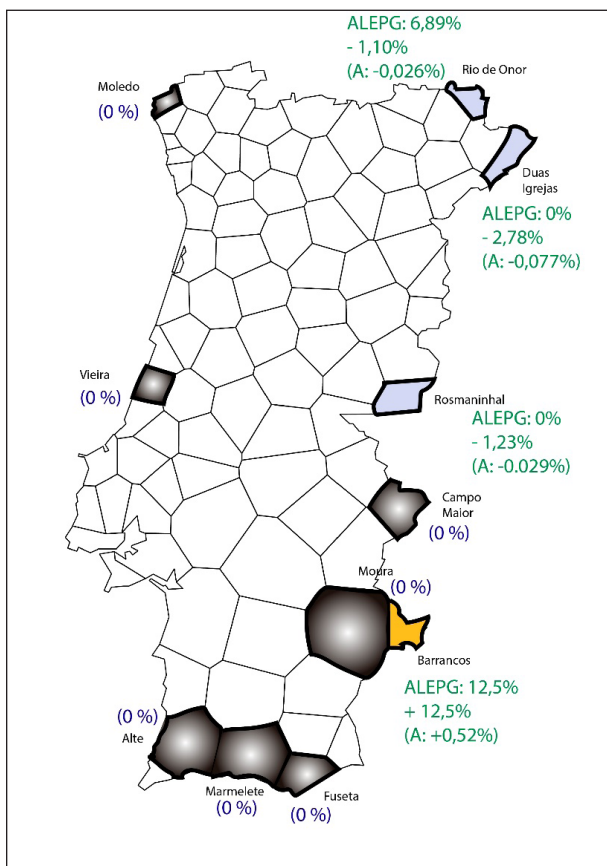 ALEPG: 6,89%
- 1,10%
(A: -0,026%)
Rio de Onor
Moledo
(0 %)
Duas
Igrejas
ALEPG: 0%
- 2,78%
(A: -0,077%)
Vieira
(0 %)
Rosmaninhal
ALEPG: 0%
- 1,23%
(A: -0.029%)
Campo
Maior
(0 %)
Moura
(0 %)
Barrancos
ALEPG: 12,5%
+ 12,5%
(A: +0,52%)
(0 %)
Alte
Marmelete
(0 %)
Fuseta
(0 %)